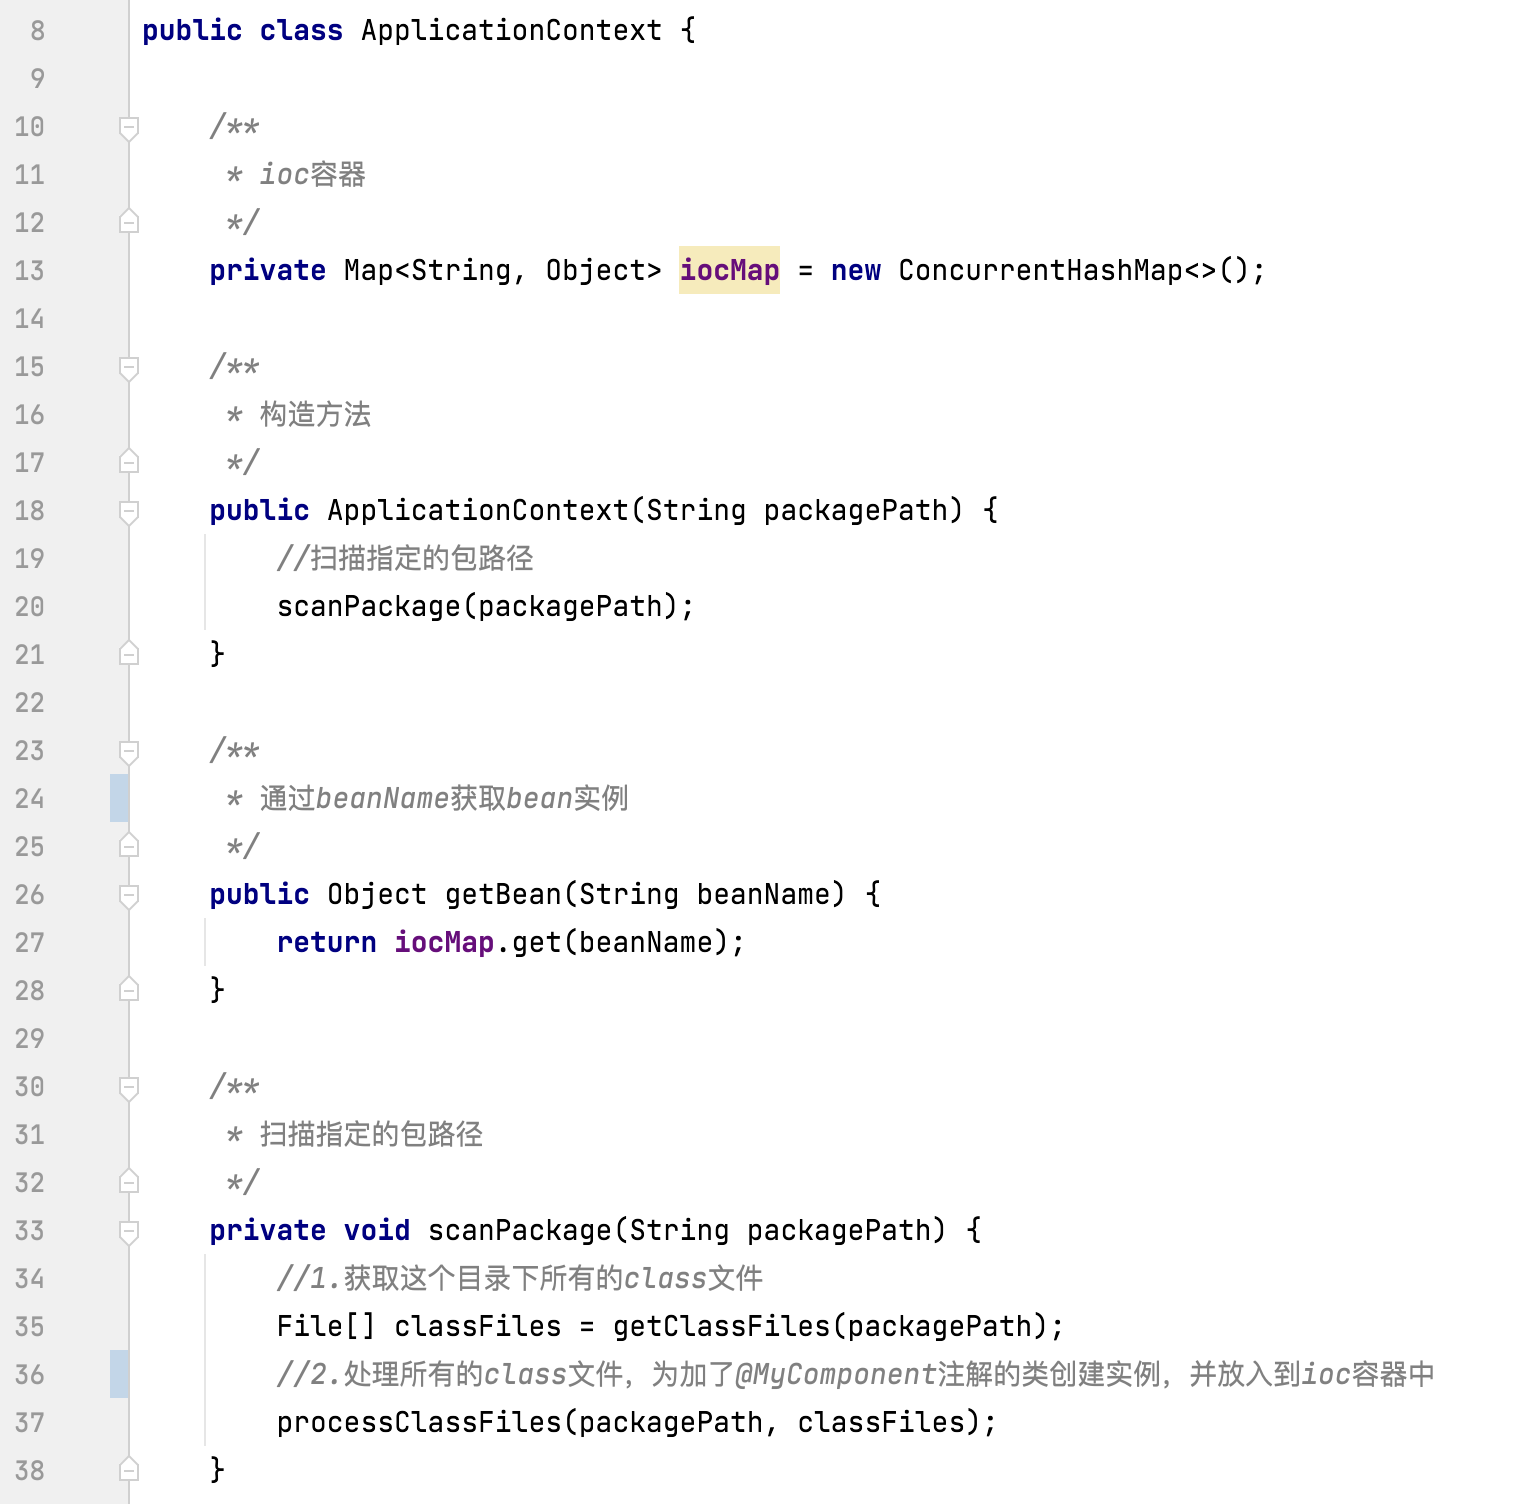 8 public class ApplicationContext {
9
10     /**
11      * ioc容器
12      */
13     private Map<String, Object> iocMap = new ConcurrentHashMap<>();
14
15     /**
16      * 构造方法
17      */
18     public ApplicationContext(String packagePath) {
19         //扫描指定的包路径
20         scanPackage(packagePath);
21     }
22
23     /**
24      * 通过beanName获取bean实例
25      */
26     public Object getBean(String beanName) {
27         return iocMap.get(beanName);
28     }
29
30     /**
31      * 扫描指定的包路径
32      */
33     private void scanPackage(String packagePath) {
34         //1.获取这个目录下所有的class文件
35         File[] classFiles = getClassFiles(packagePath);
36         //2.处理所有的class文件，为加了@MyComponent注解的类创建实例，并放入到ioc容器中
37         processClassFiles(packagePath, classFiles);
38     }